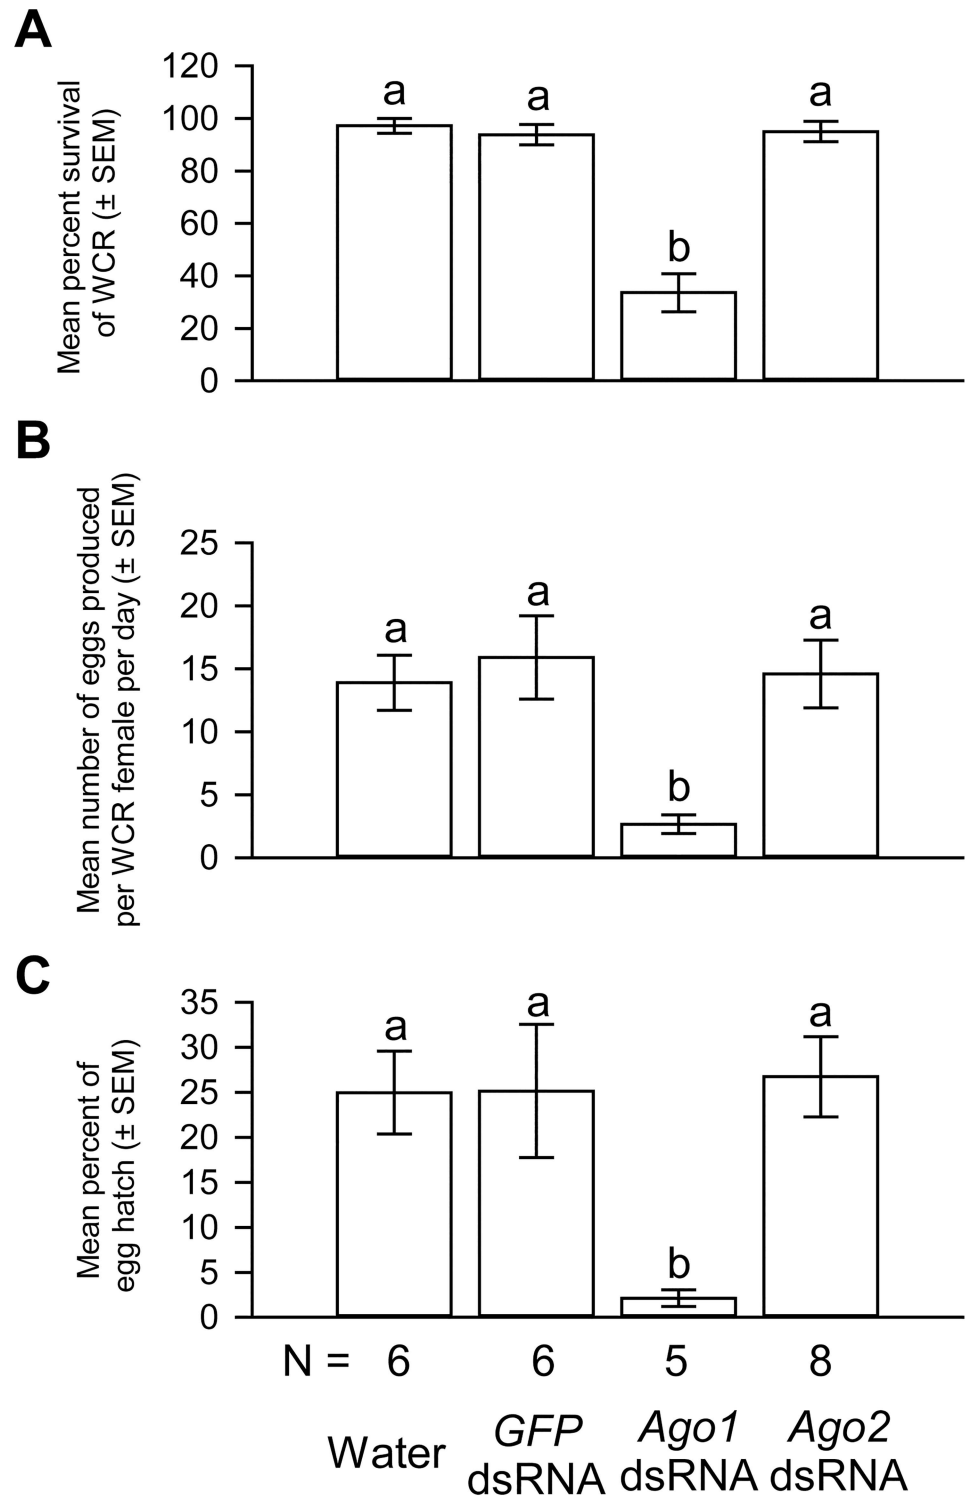 A
Mean percent survival
of WCR (± SEM)
120
100
80
60
40
20
0
a
a
b
a
B
Mean number of eggs produced
per WCR female per day (± SEM)
25
20
15
10
5
0
a
a
b
a
C
Mean percent of
egg hatch (± SEM)
35
30
25
20
15
10
5
0
a
a
b
a
N = 6 6 5 8
Water
GFP
dsRNA
Ago1
dsRNA
Ago2
dsRNA